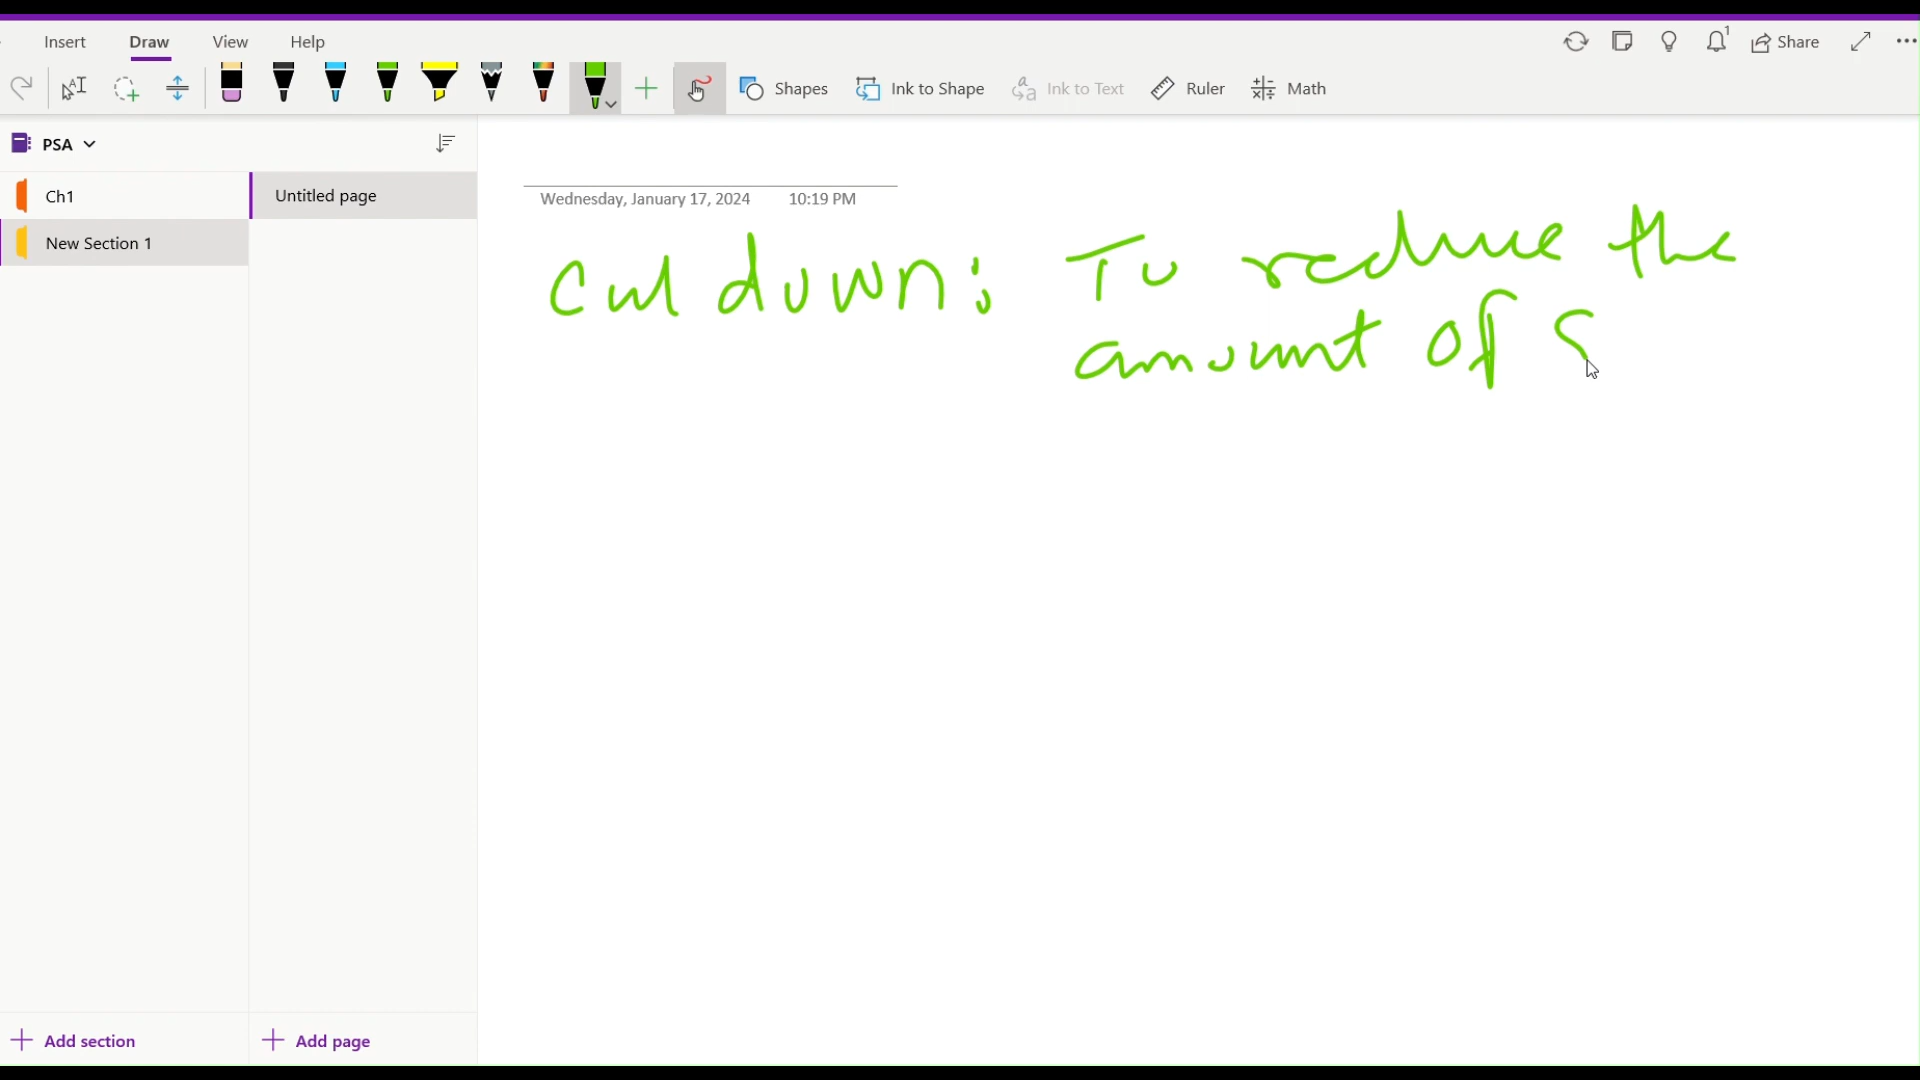 Insert Draw View Help Share
Shapes Ink to Shape Ink to Text Ruler Math
PSA
Ch1 Untitled page
New Section 1
Wednesday, January 17, 2024 10:19 PM
Cut down: To reduce the
amount of S
Add section Add page